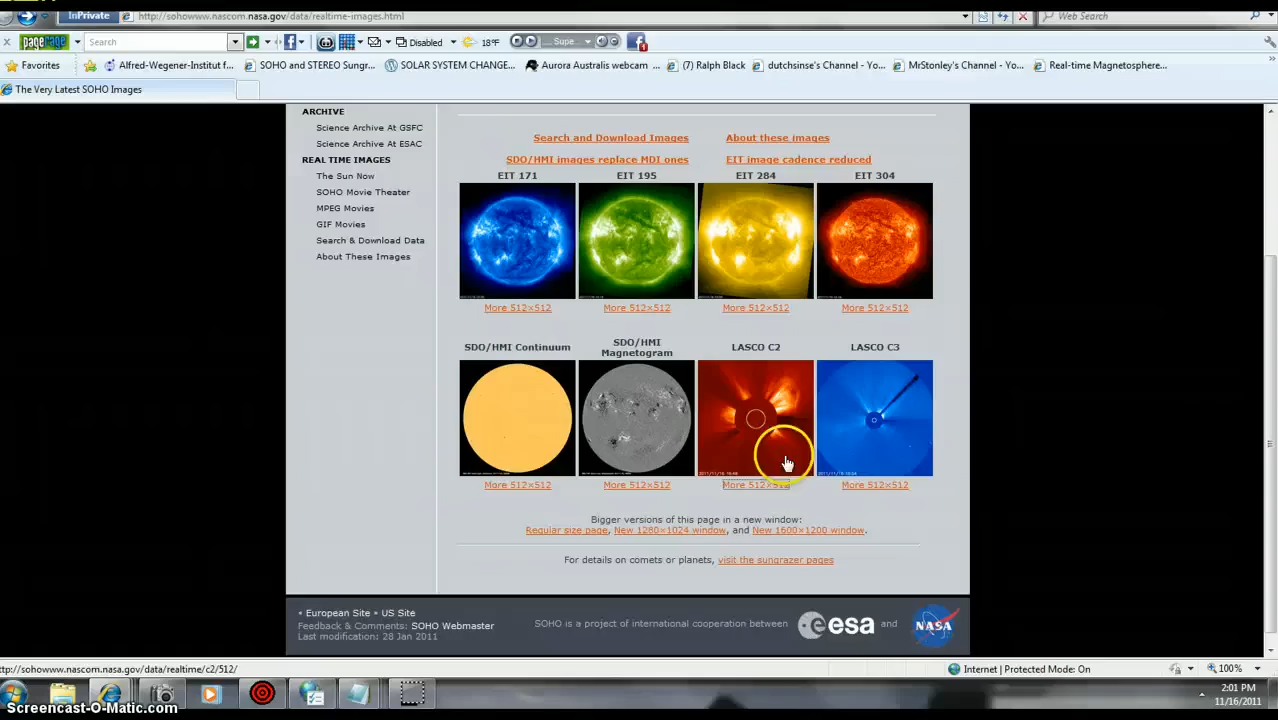 InPrivate
http://sohowww.nascom.nasa.gov/data/realtime-images.html
Web Search
pagePage
Search
Disabled
18°F
Supe
1
Favorites
Alfred-Wegener-Institut f...
SOHO and STEREO Sungr...
SOLAR SYSTEM CHANGE...
Aurora Australis webcam ...
(7) Ralph Black
dutchsinse's Channel - Yo...
MrStonley's Channel - Yo...
Real-time Magnetosphere...
The Very Latest SOHO Images
ARCHIVE
Science Archive At GSFC
Science Archive At ESAC
REAL TIME IMAGES
The Sun Now
SOHO Movie Theater
MPEG Movies
GIF Movies
Search & Download Data
About These Images
Search and Download Images
About these images
SDO/HMI images replace MDI ones
EIT image cadence reduced
EIT 171
EIT 195
EIT 284
EIT 304
More 512×512
More 512×512
More 512×512
More 512×512
SDO/HMI Continuum
SDO/HMI
Magnetogram
LASCO C2
LASCO C3
More 512×512
More 512×512
More 512×512
More 512×512
Bigger versions of this page in a new window:
Regular size page, New 1280×1024 window, and New 1600×1200 window.
For details on comets or planets, visit the sungrazer pages
• European Site • US Site
Feedback & Comments: SOHO Webmaster
Last modification: 28 Jan 2011
SOHO is a project of international cooperation between
esa
and
NASA
ttp://sohowww.nascom.nasa.gov/data/realtime/c2/512/
Internet | Protected Mode: On
100%
2:01 PM
11/16/2011
Screencast-O-Matic.com